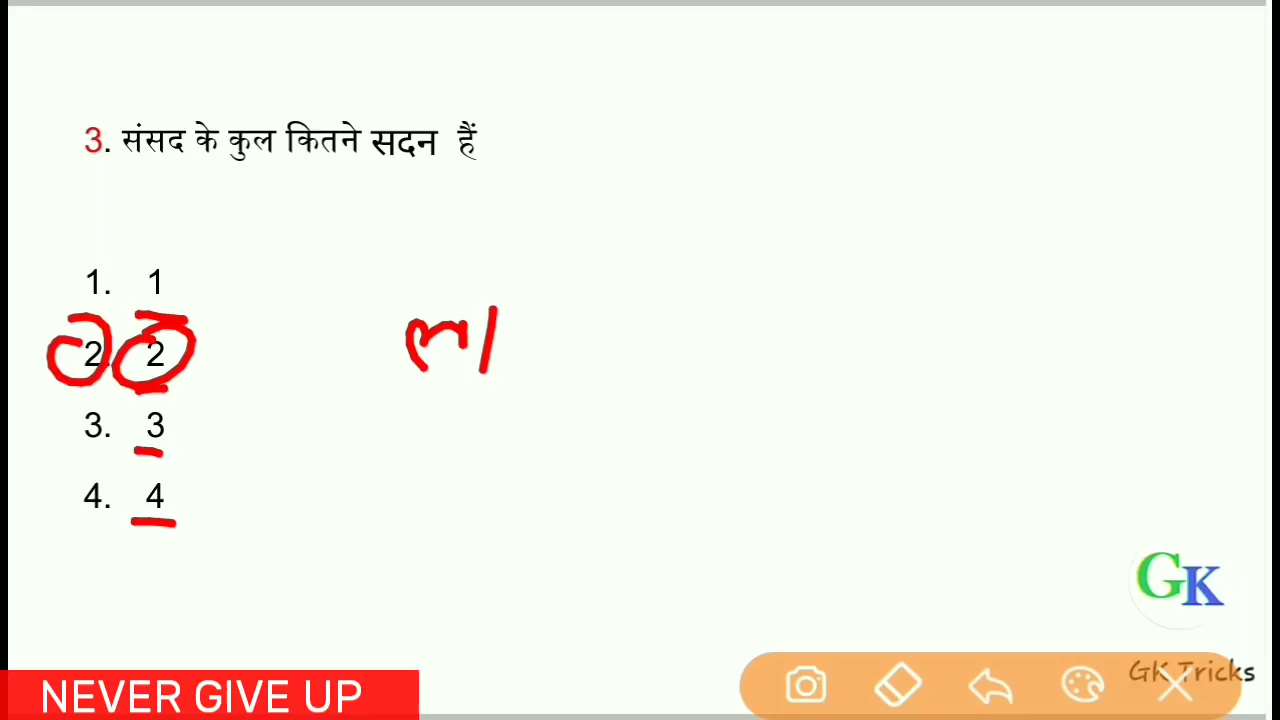 3. संसद के कुल कितने सदन हैं
1. 1
2. 2
3. 3
4. 4
ला
GK
GK Tricks
NEVER GIVE UP